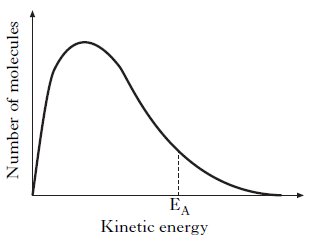 Number of molecules
E_A
Kinetic energy